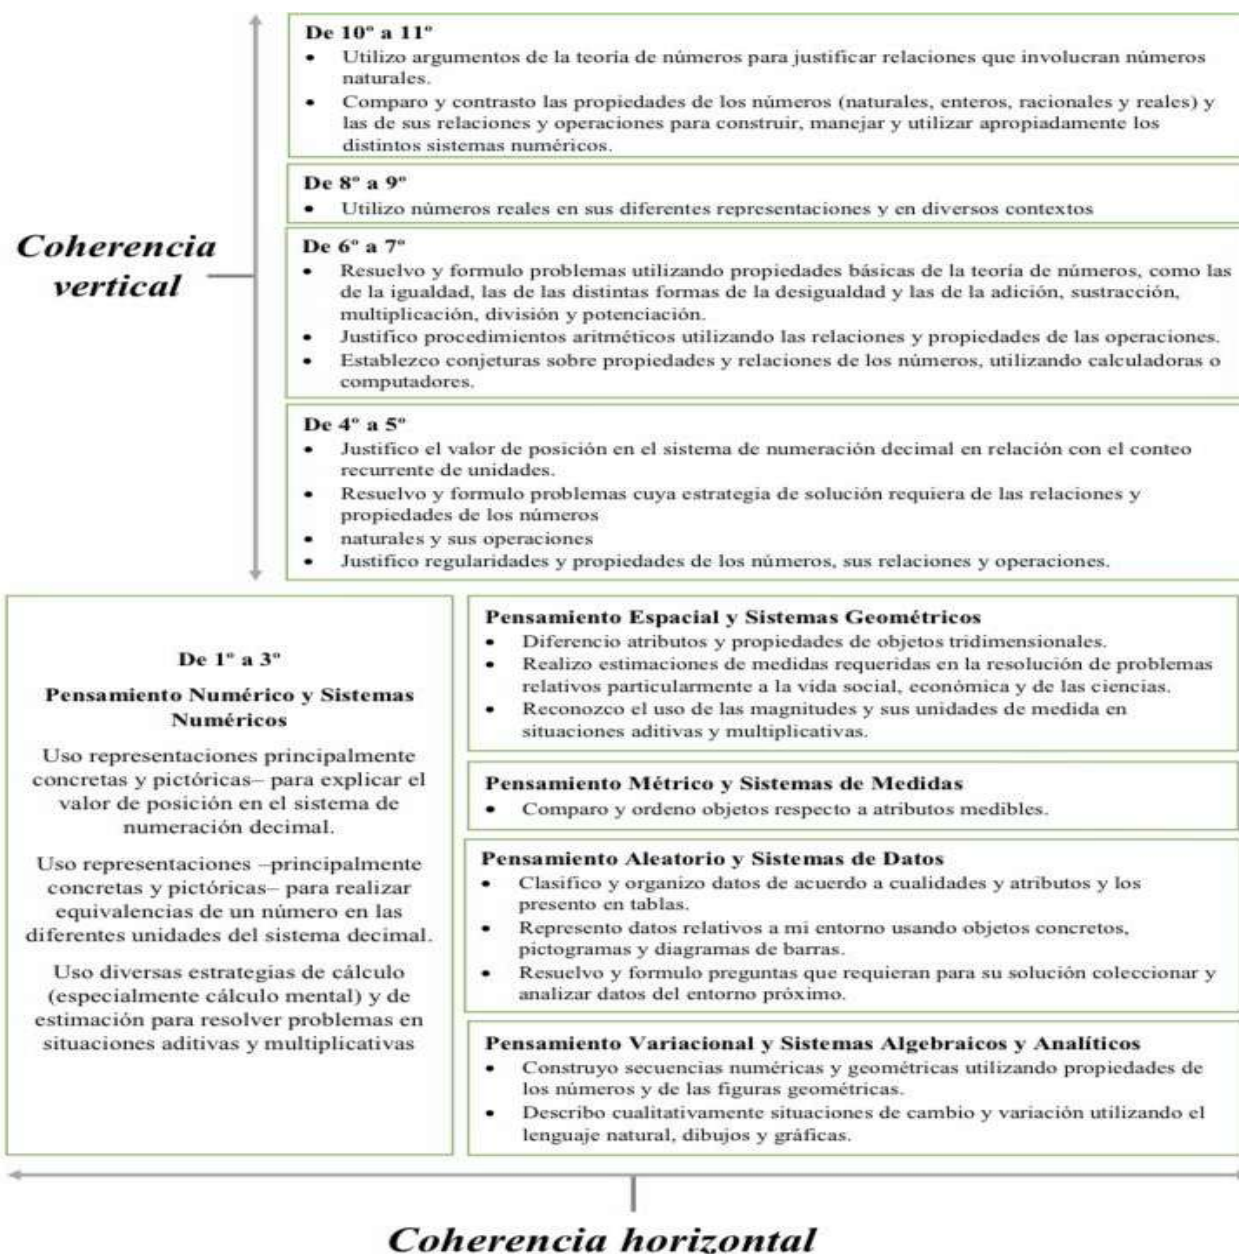 De 10º a 11º
• Utilizo argumentos de la teoría de números para justificar relaciones que involucran números
naturales.
• Comparo y contrasto las propiedades de los números (naturales, enteros, racionales y reales) y
las de sus relaciones y operaciones para construir, manejar y utilizar apropiadamente los
distintos sistemas numéricos.
De 8º a 9º
• Utilizo números reales en sus diferentes representaciones y en diversos contextos
Coherencia
vertical
De 6º a 7º
• Resuelvo y formulo problemas utilizando propiedades básicas de la teoría de números, como las
de la igualdad, las de las distintas formas de la desigualdad y las de la adición, sustracción,
multiplicación, división y potenciación.
• Justifico procedimientos aritméticos utilizando las relaciones y propiedades de las operaciones.
• Establezco conjeturas sobre propiedades y relaciones de los números, utilizando calculadoras o
computadores.
De 4º a 5º
• Justifico el valor de posición en el sistema de numeración decimal en relación con el conteo
recurrente de unidades.
• Resuelvo y formulo problemas cuya estrategia de solución requiera de las relaciones y
propiedades de los números
• naturales y sus operaciones
• Justifico regularidades y propiedades de los números, sus relaciones y operaciones.
De 1º a 3º
Pensamiento Numérico y Sistemas
Numéricos
Uso representaciones principalmente
concretas y pictóricas– para explicar el
valor de posición en el sistema de
numeración decimal.
Uso representaciones –principalmente
concretas y pictóricas– para realizar
equivalencias de un número en las
diferentes unidades del sistema decimal.
Uso diversas estrategias de cálculo
(especialmente cálculo mental) y de
estimación para resolver problemas en
situaciones aditivas y multiplicativas
Pensamiento Espacial y Sistemas Geométricos
• Diferencio atributos y propiedades de objetos tridimensionales.
• Realizo estimaciones de medidas requeridas en la resolución de problemas
relativos particularmente a la vida social, económica y de las ciencias.
• Reconozco el uso de las magnitudes y sus unidades de medida en
situaciones aditivas y multiplicativas.
Pensamiento Métrico y Sistemas de Medidas
• Comparo y ordeno objetos respecto a atributos medibles.
Pensamiento Aleatorio y Sistemas de Datos
• Clasifico y organizo datos de acuerdo a cualidades y atributos y los
presento en tablas.
• Represento datos relativos a mi entorno usando objetos concretos,
pictogramas y diagramas de barras.
• Resuelvo y formulo preguntas que requieran para su solución coleccionar y
analizar datos del entorno próximo.
Pensamiento Variacional y Sistemas Algebraicos y Analíticos
• Construyo secuencias numéricas y geométricas utilizando propiedades de
los números y de las figuras geométricas.
• Describo cualitativamente situaciones de cambio y variación utilizando el
lenguaje natural, dibujos y gráficas.
Coherencia horizontal